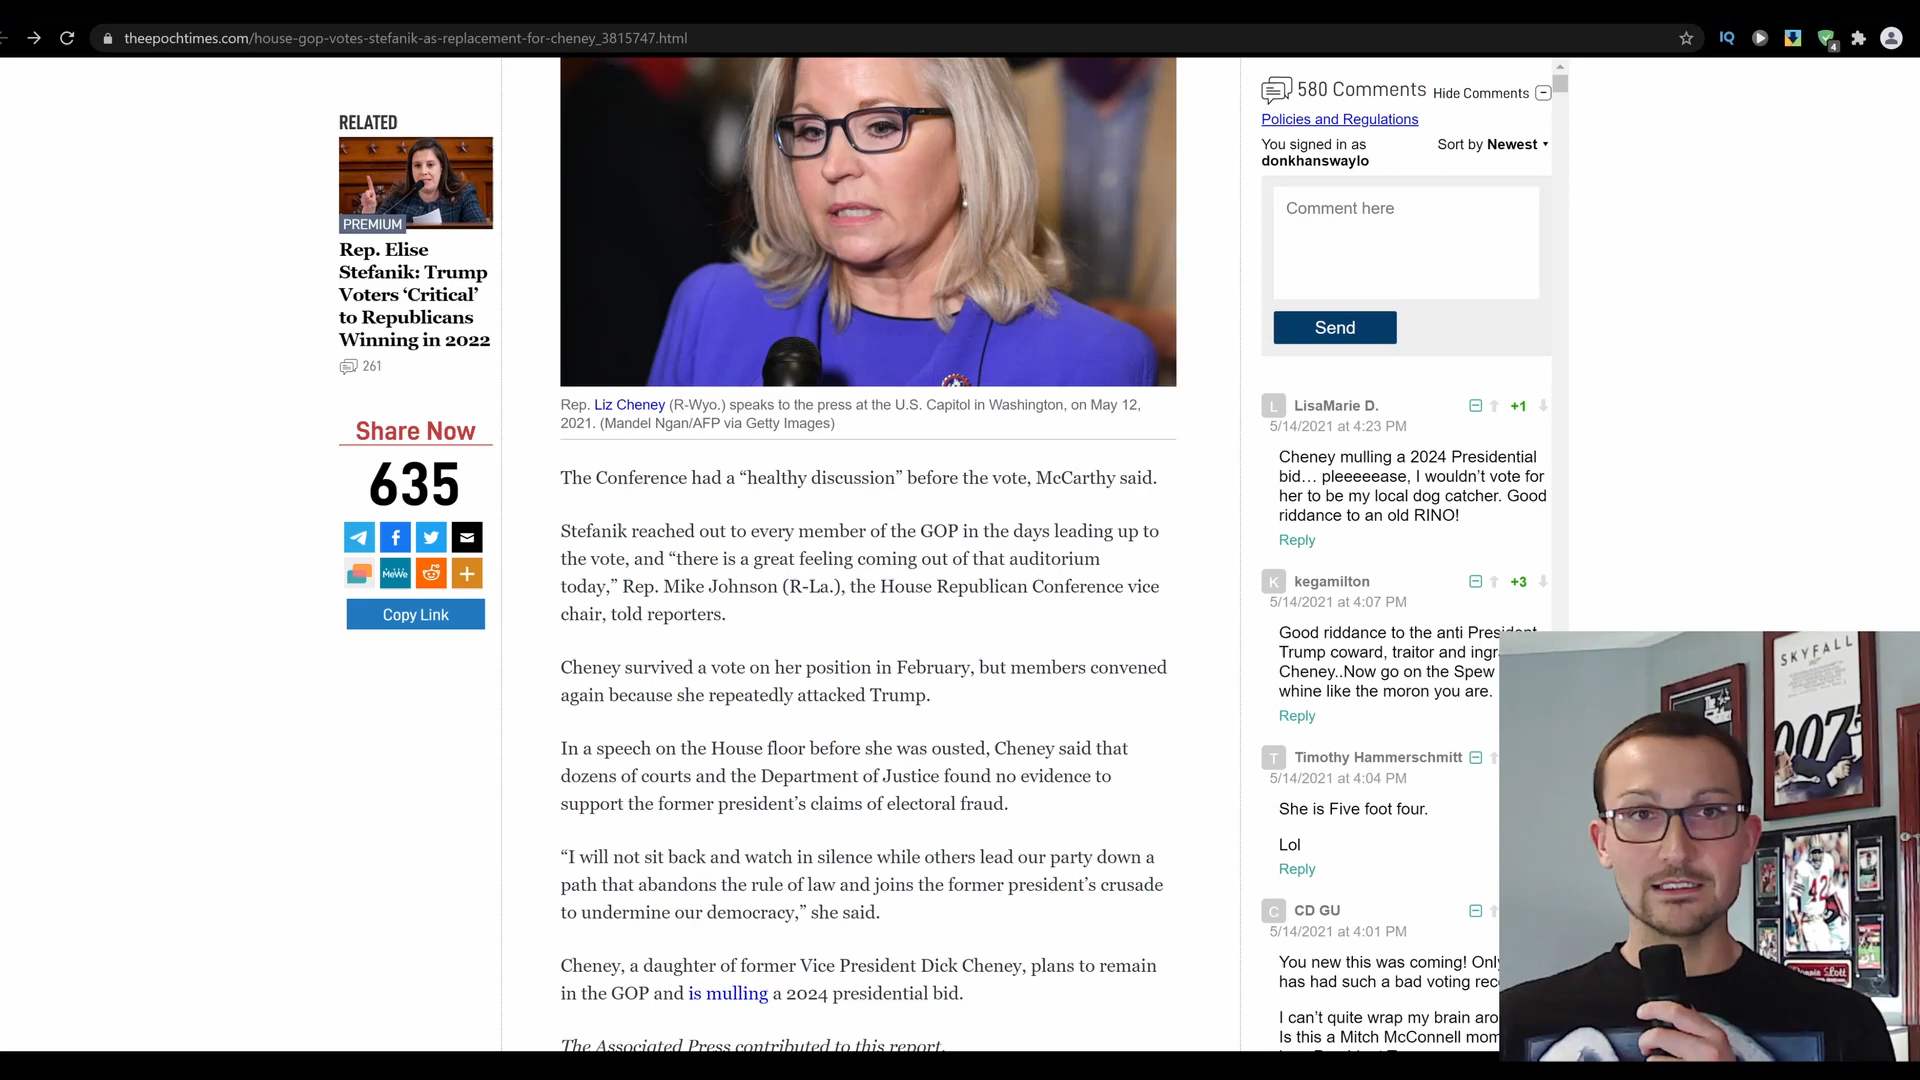 theepochtimes.com/house-gop-votes-stefanik-as-replacement-for-cheney_3815747.html
IQ
4
RELATED
PREMIUM
Rep. Elise
Stefanik: Trump
Voters ‘Critical’
to Republicans
Winning in 2022
261
Share Now
635
MeWe
Copy Link
Rep. Liz Cheney (R-Wyo.) speaks to the press at the U.S. Capitol in Washington, on May 12,
2021. (Mandel Ngan/AFP via Getty Images)
The Conference had a “healthy discussion” before the vote, McCarthy said.
Stefanik reached out to every member of the GOP in the days leading up to
the vote, and “there is a great feeling coming out of that auditorium
today,” Rep. Mike Johnson (R-La.), the House Republican Conference vice
chair, told reporters.
Cheney survived a vote on her position in February, but members convened
again because she repeatedly attacked Trump.
In a speech on the House floor before she was ousted, Cheney said that
dozens of courts and the Department of Justice found no evidence to
support the former president’s claims of electoral fraud.
“I will not sit back and watch in silence while others lead our party down a
path that abandons the rule of law and joins the former president’s crusade
to undermine our democracy,” she said.
Cheney, a daughter of former Vice President Dick Cheney, plans to remain
in the GOP and is mulling a 2024 presidential bid.
The Associated Press contributed to this report.
580 Comments Hide Comments
Policies and Regulations
You signed in as
donkhanswaylo
Sort by Newest
Comment here
Send
L LisaMarie D. +1
5/14/2021 at 4:23 PM
Cheney mulling a 2024 Presidential
bid… pleeeeease, I wouldn’t vote for
her to be my local dog catcher. Good
riddance to an old RINO!
Reply
K kegamilton +3
5/14/2021 at 4:07 PM
Good riddance to the anti President
Trump coward, traitor and ingr
Cheney..Now go on the Spew
whine like the moron you are.
Reply
T Timothy Hammerschmitt
5/14/2021 at 4:04 PM
She is Five foot four.
Lol
Reply
C CD GU
5/14/2021 at 4:01 PM
You new this was coming! Onl
has had such a bad voting rec
I can’t quite wrap my brain aro
Is this a Mitch McConnell mom
SKYFALL
007
42